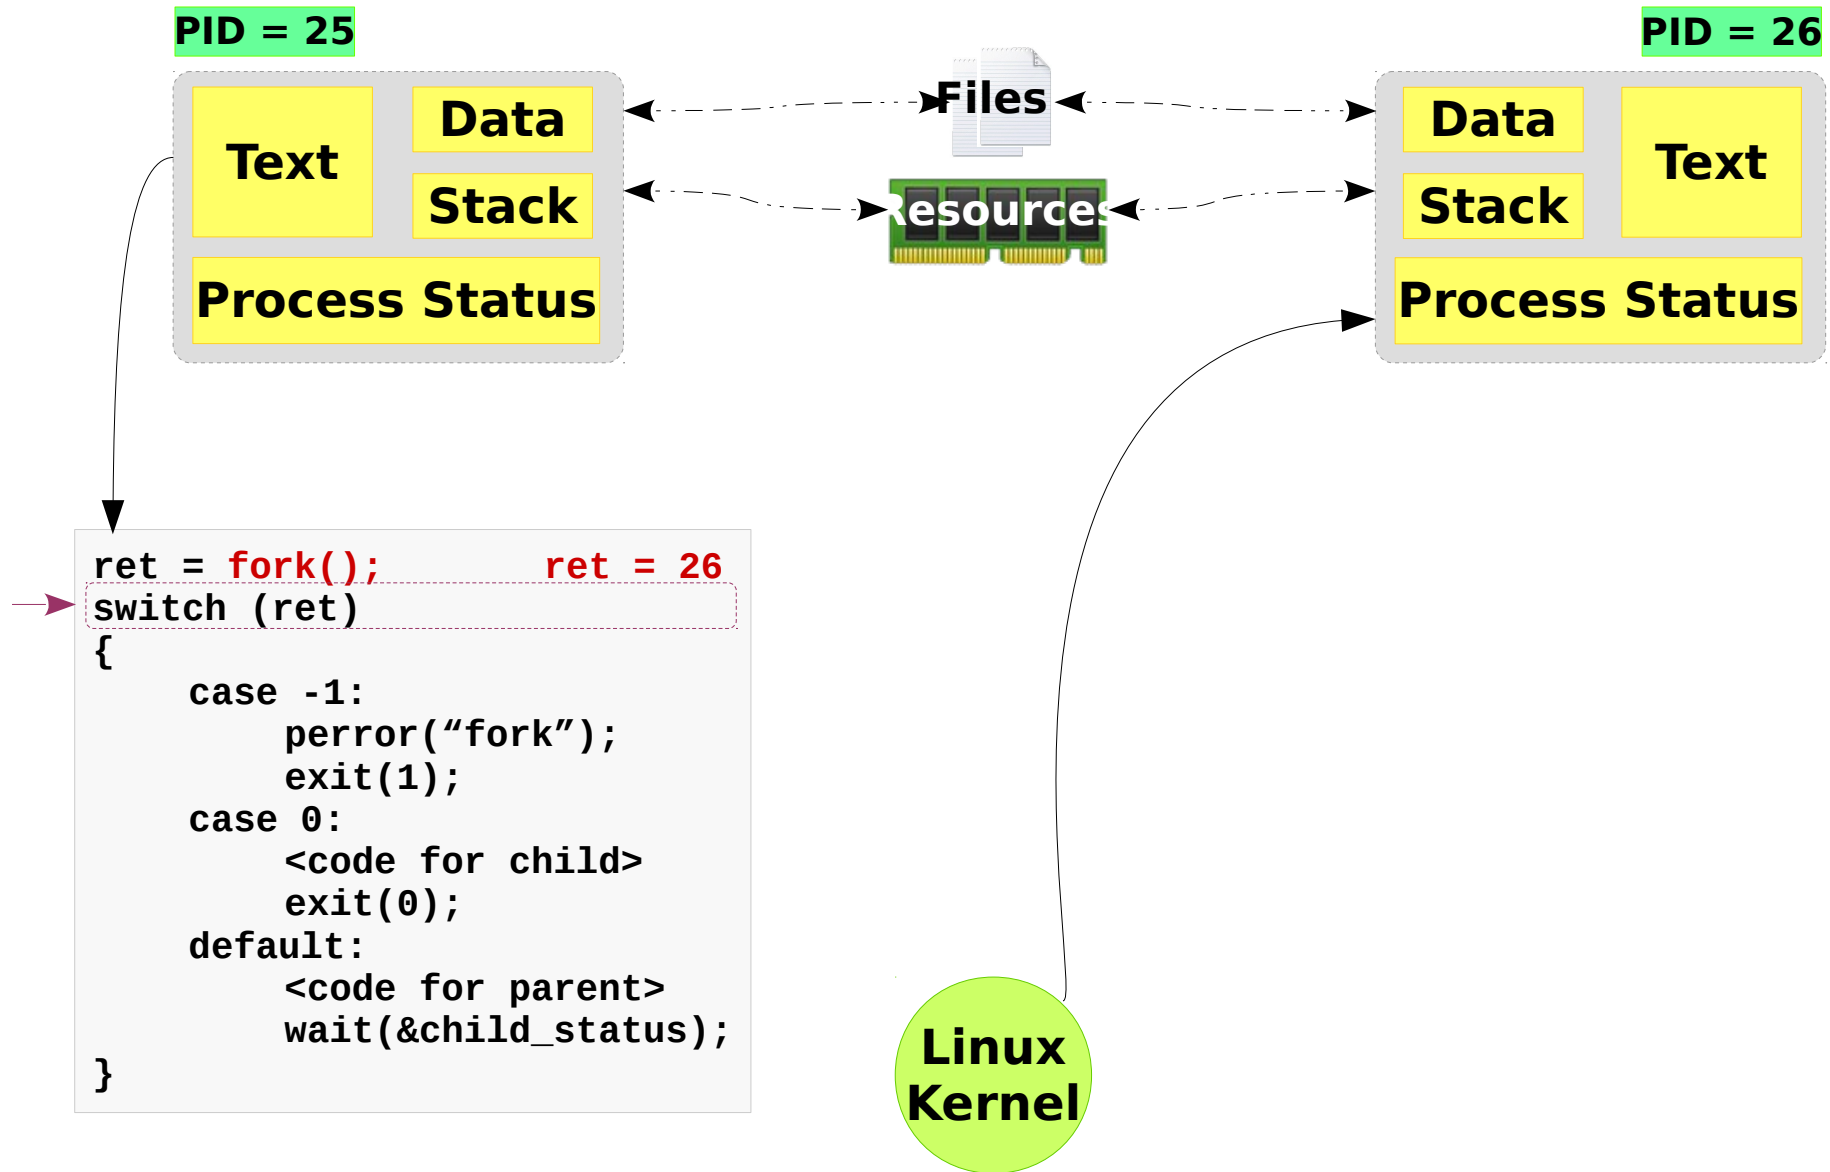 PID = 25
PID = 26
Text
Data
Stack
Process Status
Files
Resources
Data
Text
Stack
Process Status
ret = fork(); ret = 26
switch (ret)
{
case -1:
perror(“fork”);
exit(1);
case 0:
<code for child>
exit(0);
default:
<code for parent>
wait(&child_status);
}
Linux
Kernel